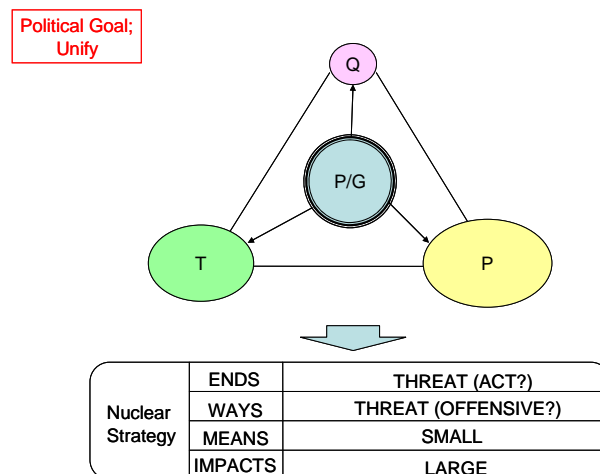 Political Goal;
Unify
Q
P/G
T
P
Nuclear
Strategy
ENDS
THREAT (ACT?)
WAYS
THREAT (OFFENSIVE?)
MEANS
SMALL
IMPACTS
LARGE